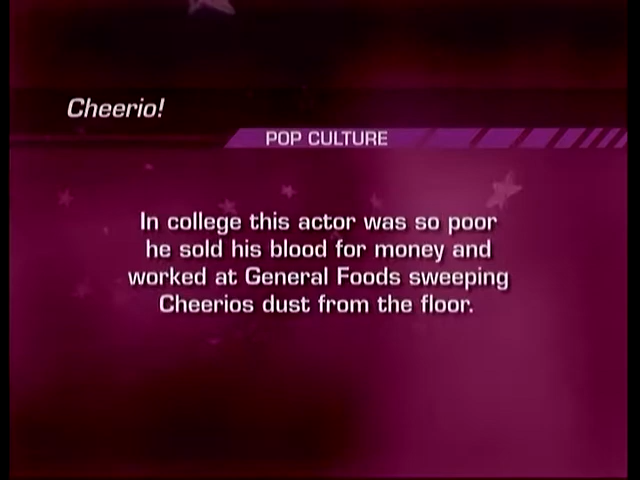 Cheerio!
POP CULTURE
In college this actor was so poor
he sold his blood for money and
worked at General Foods sweeping
Cheerios dust from the floor.